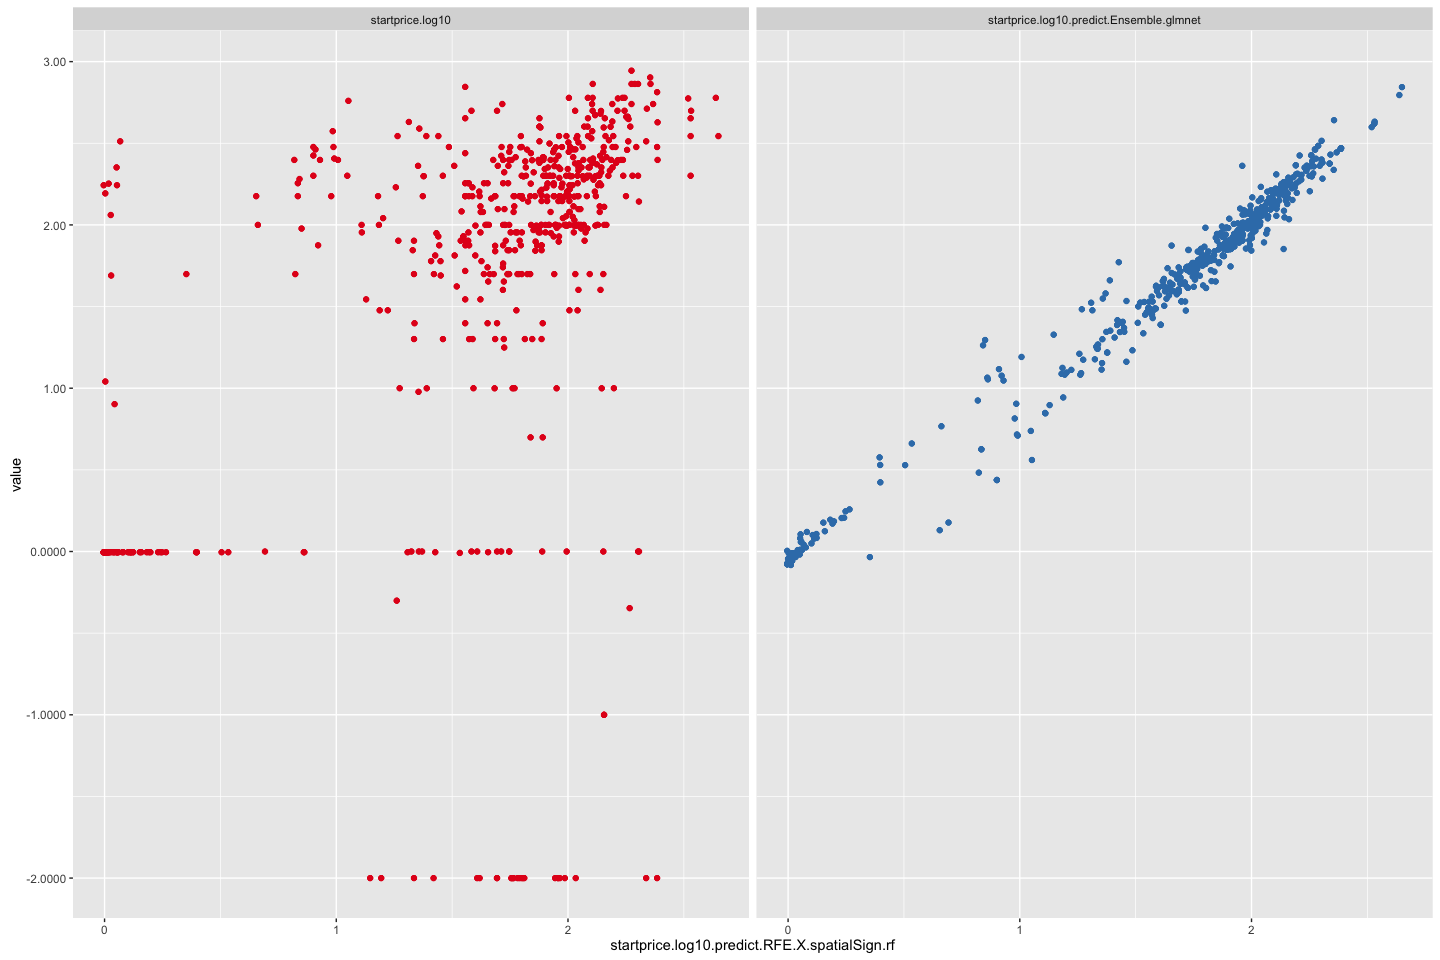 startprice.log10
startprice.log10.predict.Ensemble.glmnet
value
3.00
2.00
1.00
0.0000
-1.0000
-2.0000
0 1 2
0 1 2
startprice.log10.predict.RFE.X.spatialSign.rf